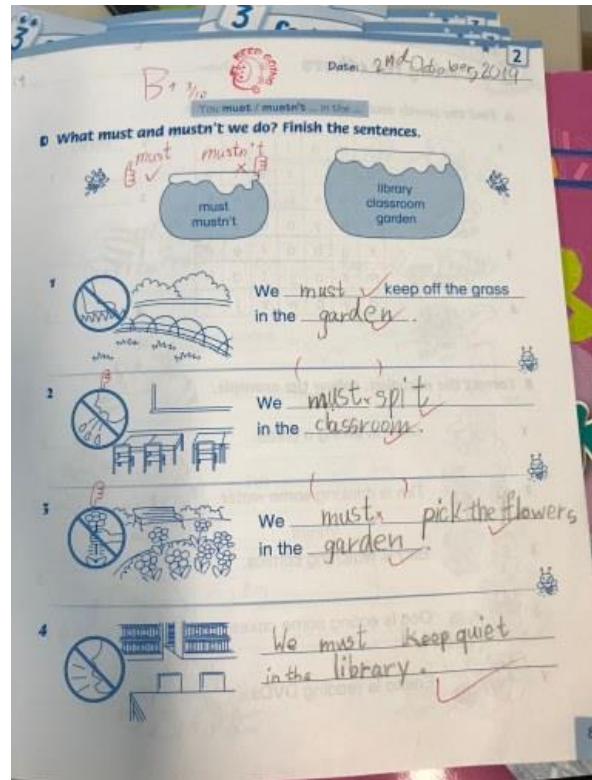 3
3
2
Date: 2nd October, 2019
KEEP GOING
B+ 7/10
You must / mustn't ... in the ...
D What must and mustn't we do? Finish the sentences.
must mustn't
must
mustn't
library
classroom
garden
1
We must keep off the grass
in the garden.
2
We must spit
in the classroom.
3
We must pick the flowers
in the garden.
4
We must keep quiet
in the library.